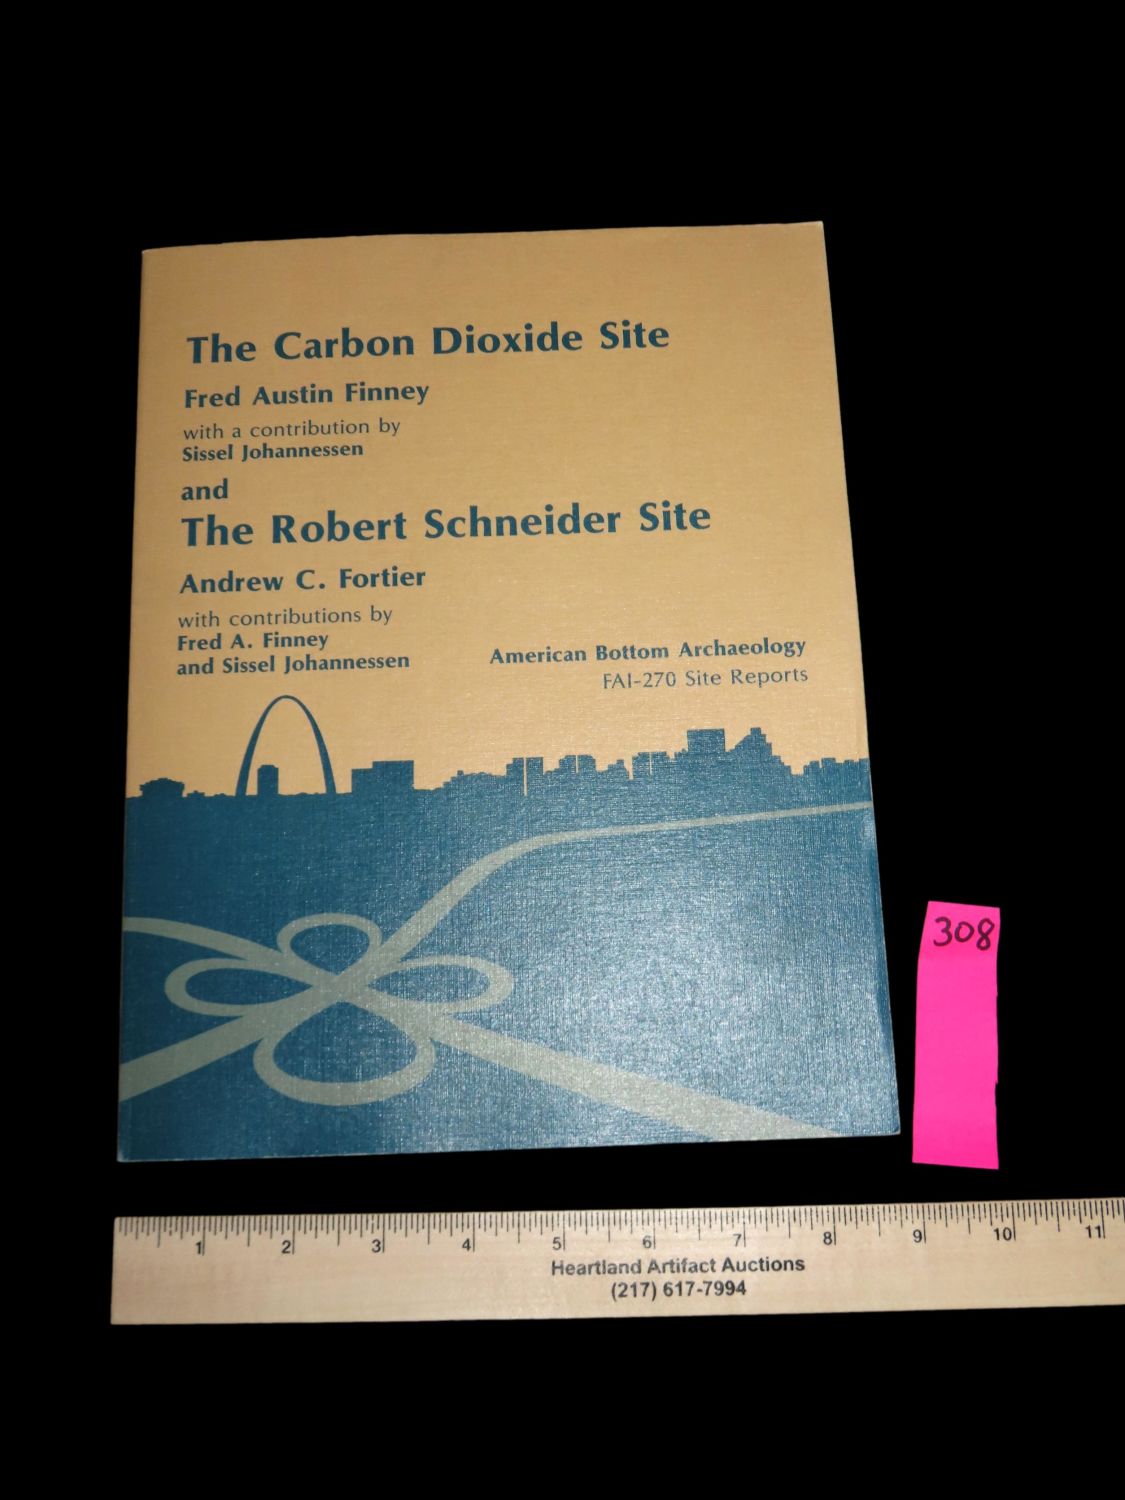 The Carbon Dioxide Site
Fred Austin Finney
with a contribution by
Sissel Johannessen
and
The Robert Schneider Site
Andrew C. Fortier
with contributions by
Fred A. Finney
and Sissel Johannessen
American Bottom Archaeology
FAI-270 Site Reports
308
1 2 3 4 5 6 7 8 9 10 11
Heartland Artifact Auctions
(217) 617-7994